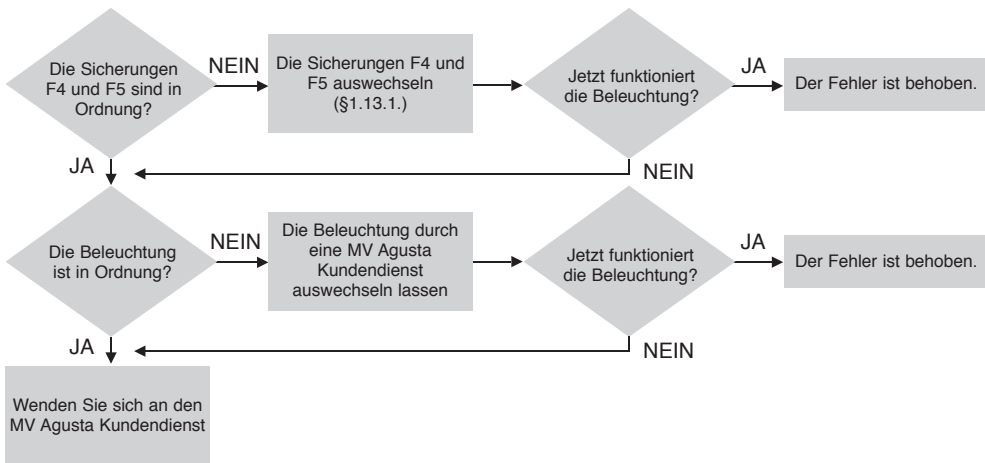 Die Sicherungen
F4 und F5 sind in
Ordnung?
NEIN
Die Sicherungen F4 und
F5 auswechseln
(§1.13.1.)
Jetzt funktioniert
die Beleuchtung?
JA
Der Fehler ist behoben.
JA
NEIN
Die Beleuchtung
ist in Ordnung?
NEIN
Die Beleuchtung durch
eine MV Agusta
Kundendienst
auswechseln lassen
Jetzt funktioniert
die Beleuchtung?
JA
Der Fehler ist behoben.
JA
NEIN
Wenden Sie sich an den
MV Agusta Kundendienst